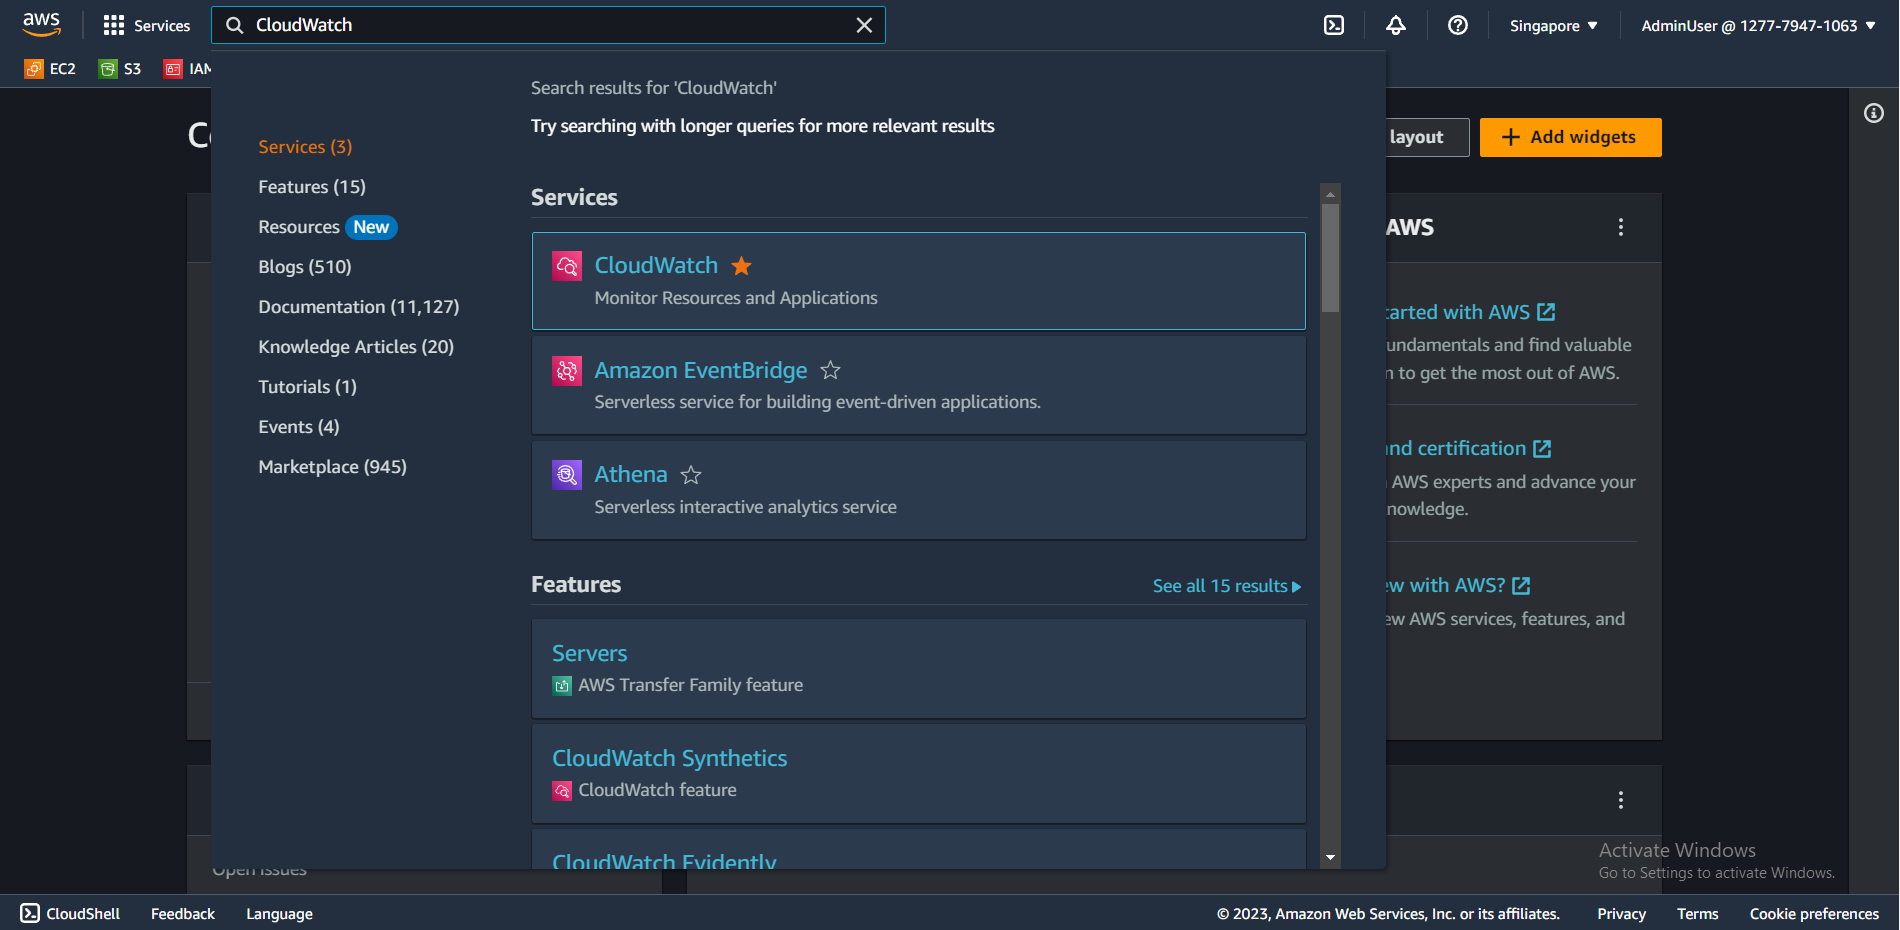 aws
Services
CloudWatch
Singapore
AdminUser @ 1277-7947-1063
EC2
S3
IAM
Search results for 'CloudWatch'
Try searching with longer queries for more relevant results
Services (3)
Features (15)
Resources New
Blogs (510)
Documentation (11,127)
Knowledge Articles (20)
Tutorials (1)
Events (4)
Marketplace (945)
Services
CloudWatch
Monitor Resources and Applications
Amazon EventBridge
Serverless service for building event-driven applications.
Athena
Serverless interactive analytics service
Features
See all 15 results
Servers
AWS Transfer Family feature
CloudWatch Synthetics
CloudWatch feature
CloudWatch Evidently
layout
+ Add widgets
AWS
with AWS
and find valuable
to get the most out of AWS.
certification
AWS experts and advance your
with AWS?
AWS services, features, and
Open issues
Activate Windows
Go to Settings to activate Windows.
CloudShell
Feedback
Language
© 2023, Amazon Web Services, Inc. or its affiliates.
Privacy
Terms
Cookie preferences